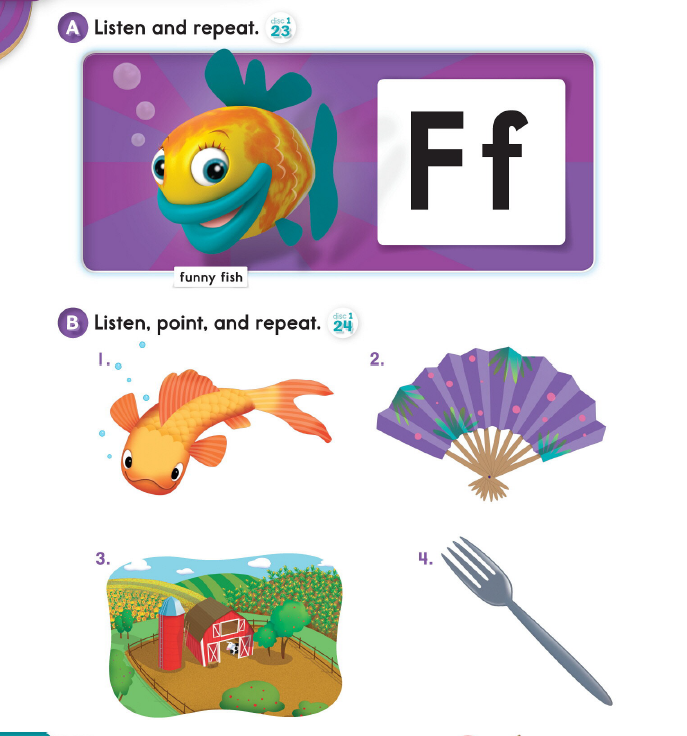 A Listen and repeat. disc 1 23
Ff
funny fish
B Listen, point, and repeat. disc 1 24
1.
2.
3.
4.